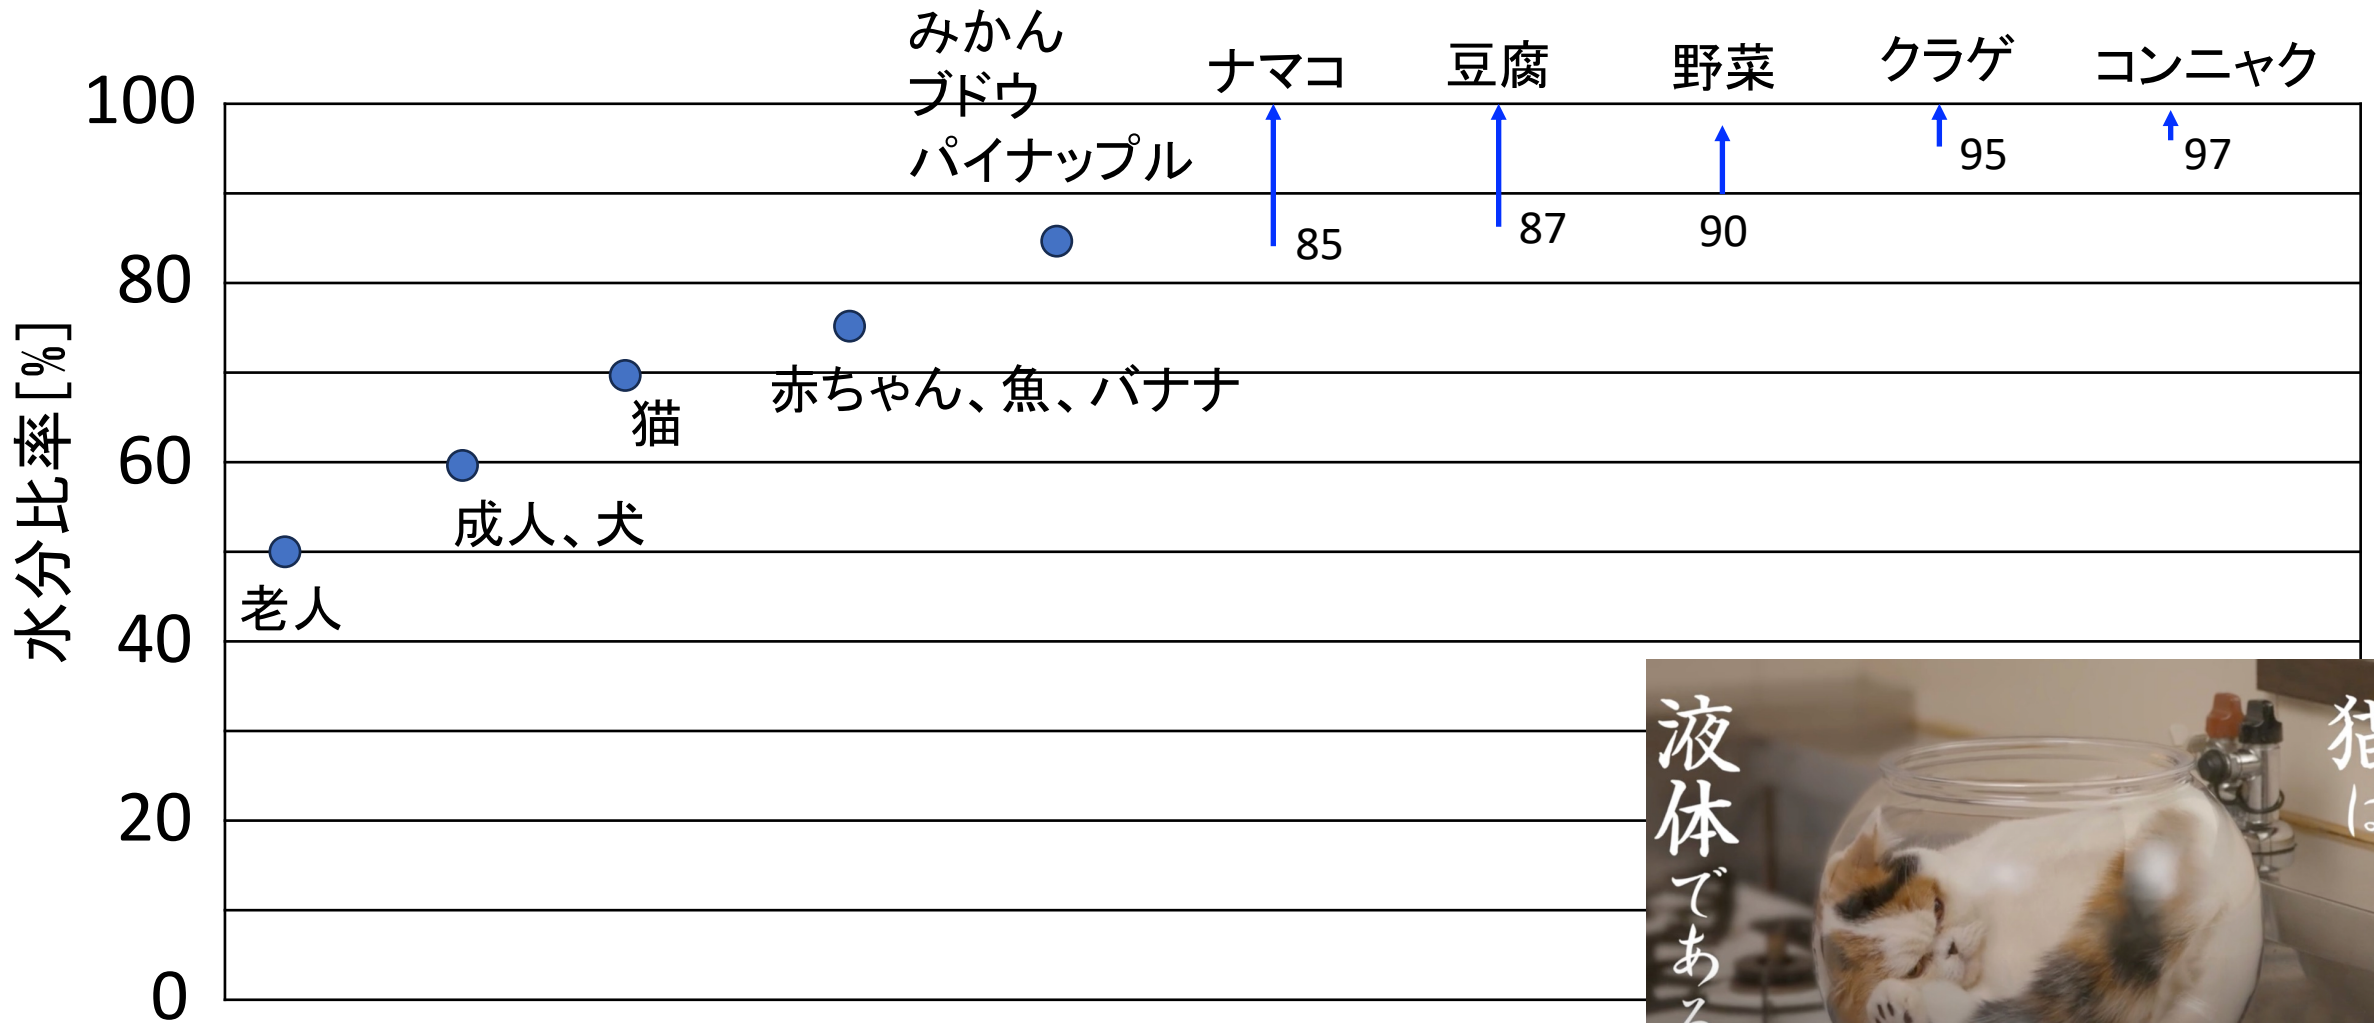 みかん
ブドウ
パイナップル
ナマコ
豆腐
野菜
クラゲ
コンニャク
100
80
60
40
20
0
水分比率[%]
85
87
90
95
97
赤ちゃん、魚、バナナ
猫
成人、犬
老人
猫は
液体である